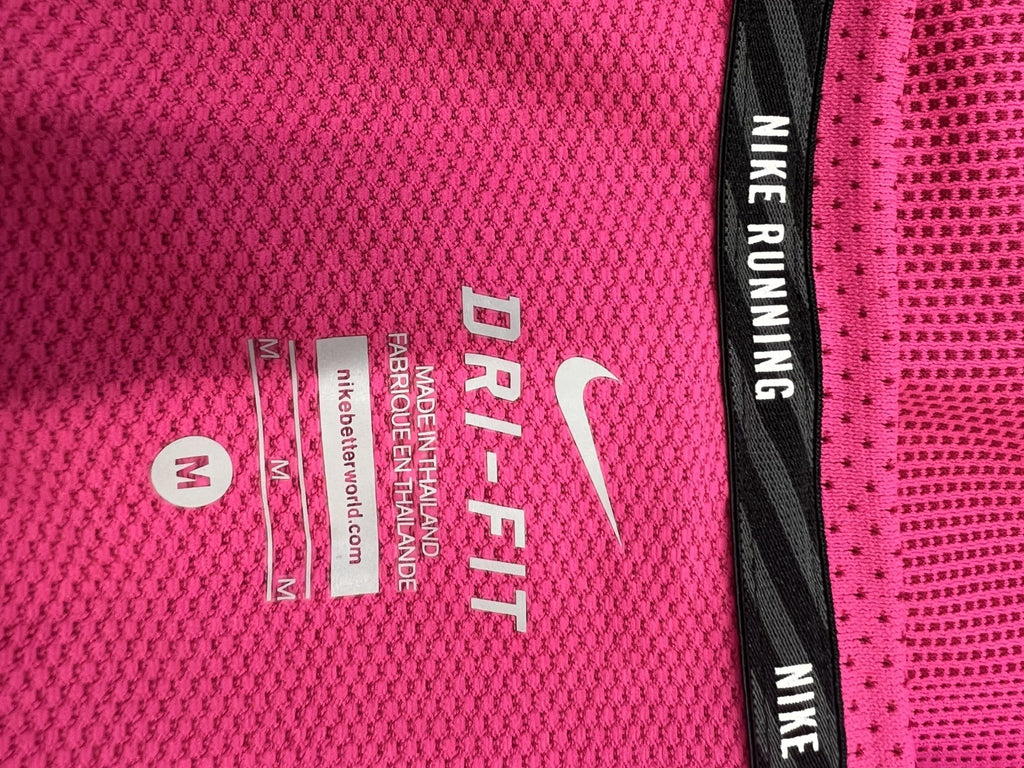 NIKE RUNNING
NIKE
DRI-FIT
MADE IN THAILAND
FABRIQUE EN THAILANDE
nikebetterworld.com
M M M
M